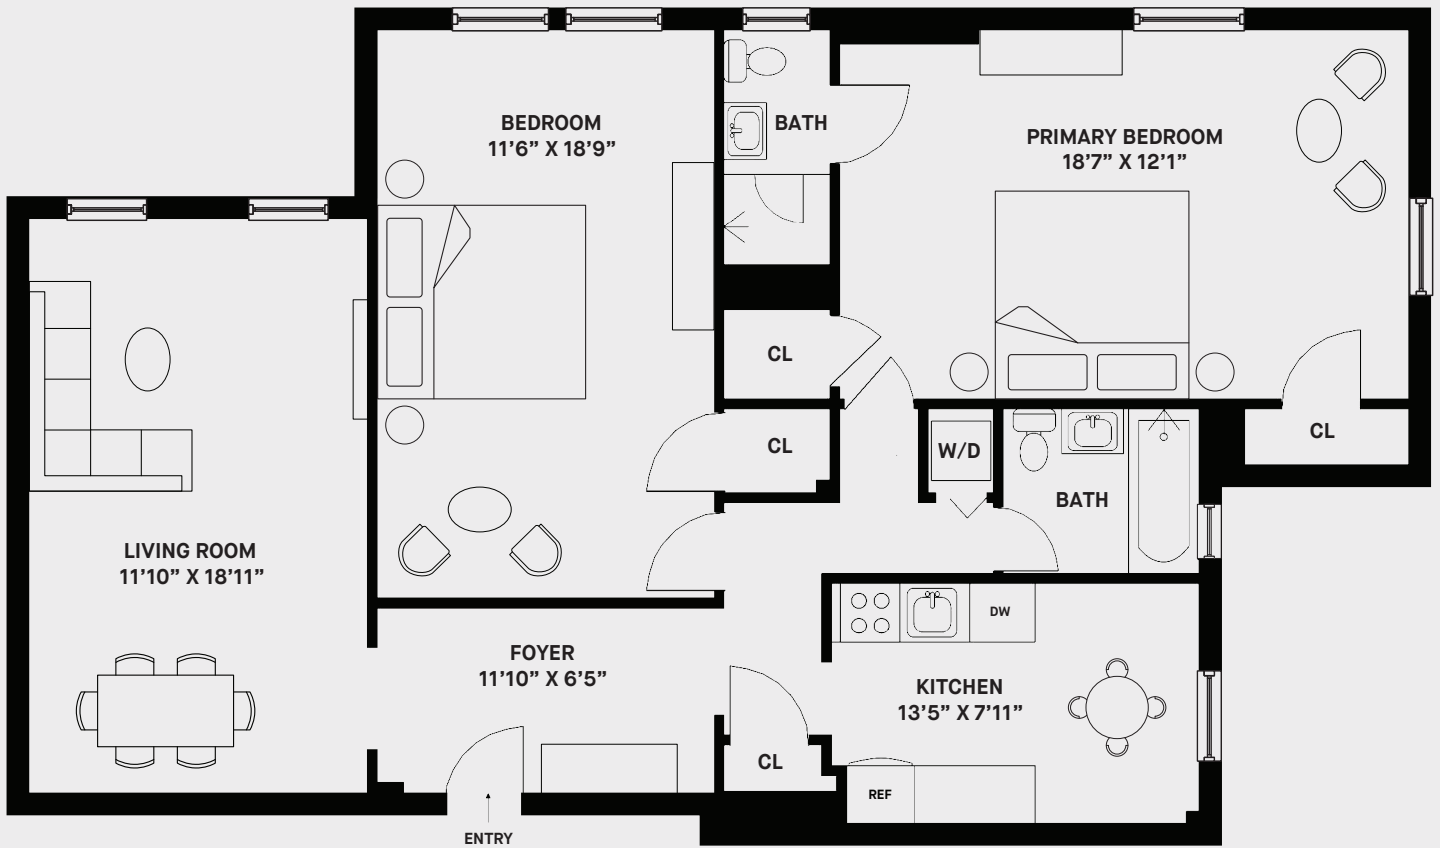 BEDROOM
11’6” X 18’9”
BATH
PRIMARY BEDROOM
18’7” X 12’1”
CL
CL
W/D
CL
BATH
LIVING ROOM
11’10” X 18’11”
DW
FOYER
11’10” X 6’5”
KITCHEN
13’5” X 7’11”
CL
REF
ENTRY